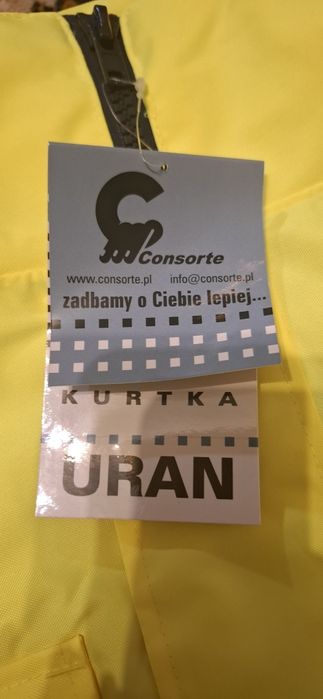 Consorte
www.consorte.pl info@consorte.pl
zadbamy o Ciebie lepiej...
KURTKA
URAN